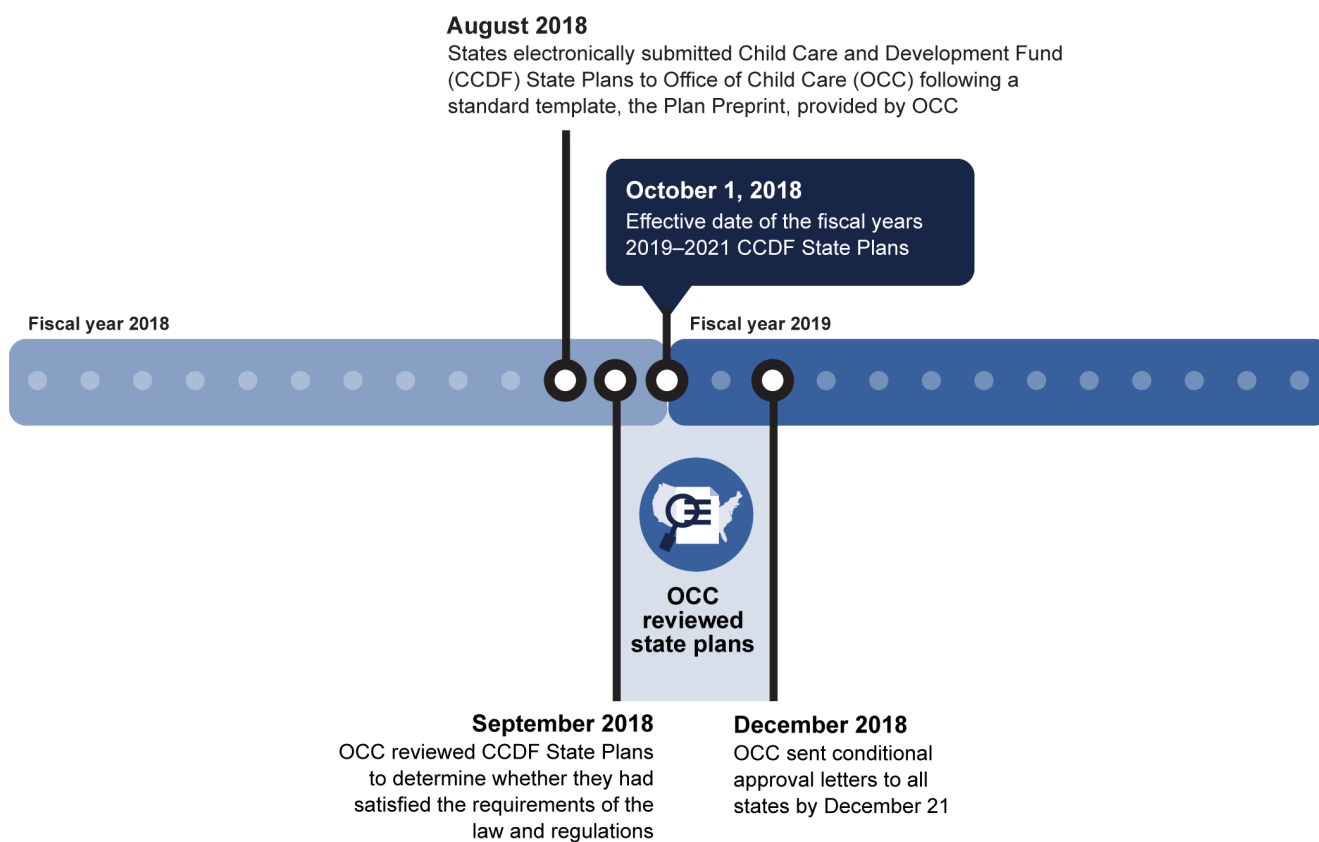 August 2018
States electronically submitted Child Care and Development Fund
(CCDF) State Plans to Office of Child Care (OCC) following a
standard template, the Plan Preprint, provided by OCC
October 1, 2018
Effective date of the fiscal years
2019–2021 CCDF State Plans
Fiscal year 2018
Fiscal year 2019
OCC
reviewed
state plans
September 2018
OCC reviewed CCDF State Plans
to determine whether they had
satisfied the requirements of the
law and regulations
December 2018
OCC sent conditional
approval letters to all
states by December 21